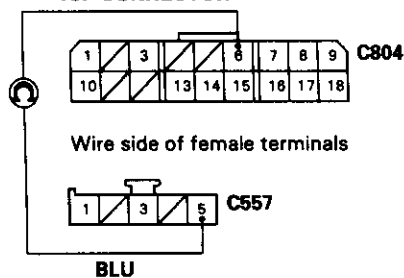 1 3 6 7 8 9 C804
10 13 14 15 16 17 18
Ω
Wire side of female terminals
1 3 5 C557
BLU